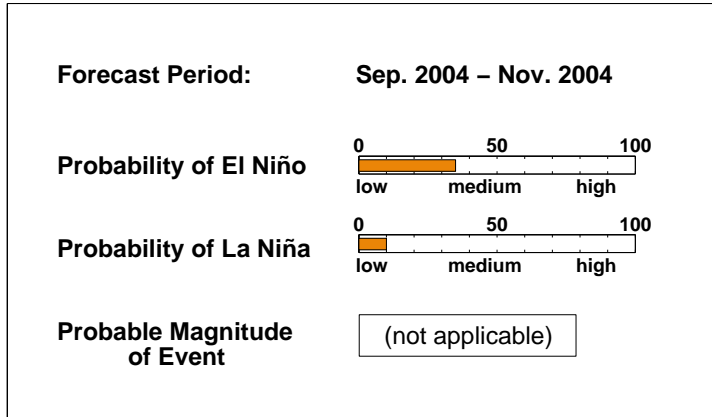 Forecast Period: Sep. 2004 – Nov. 2004
0 50 100
Probability of El Niño
low medium high
0 50 100
Probability of La Niña
low medium high
Probable Magnitude
of Event
(not applicable)